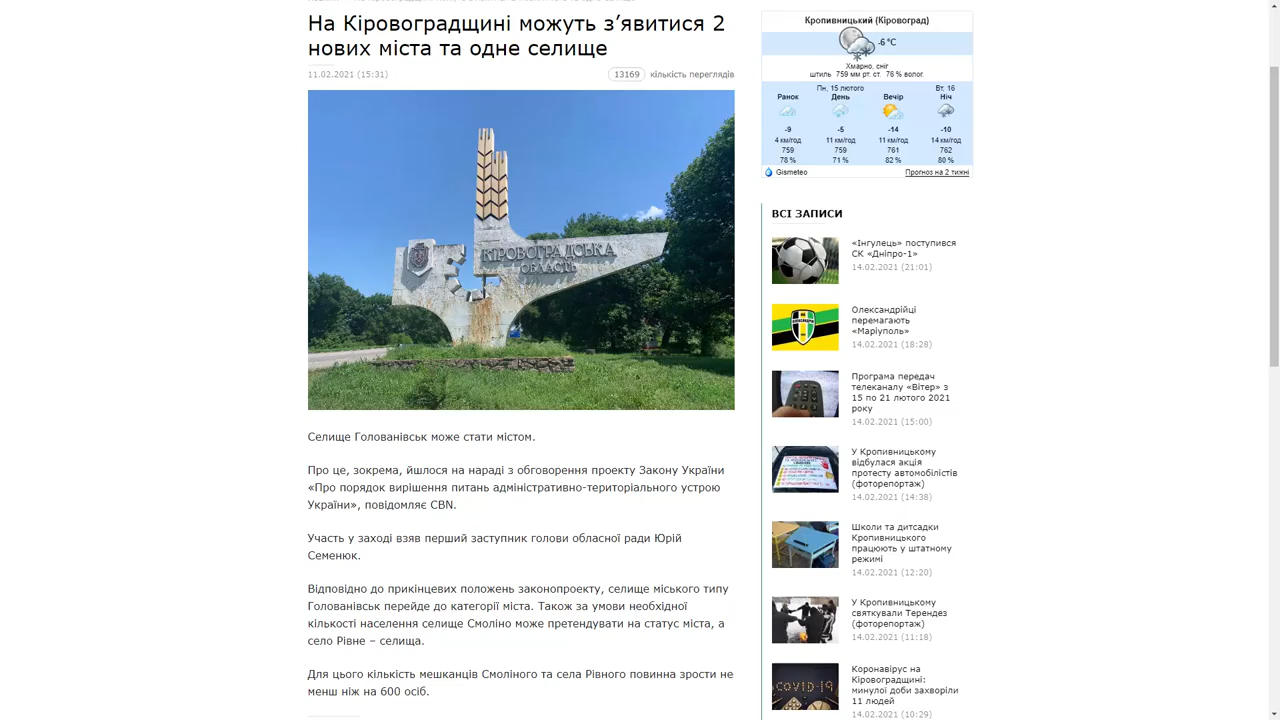 На Кіровоградщині можуть з’явитися 2
нових міста та одне селище
11.02.2021 (15:31)
13169 кількість переглядів
КІРОВОГРАДСЬКА
ОБЛАСТЬ
Селище Голованівськ може стати містом.
Про це, зокрема, йшлося на нараді з обговорення проекту Закону України
«Про порядок вирішення питань адміністративно-територіального устрою
України», повідомляє CBN.
Участь у заході взяв перший заступник голови обласної ради Юрій
Семенюк.
Відповідно до прикінцевих положень законопроекту, селище міського типу
Голованівськ перейде до категорії міста. Також за умови необхідної
кількості населення селище Смоліно може претендувати на статус міста, а
село Рівне – селища.
Для цього кількість мешканців Смоліного та села Рівного повинна зрости не
менш ніж на 600 осіб.
Кропивницький (Кіровоград)
-6 °C
Хмарно, сніг
штиль 759 мм рт. ст. 76 % волог.
Пн, 15 лютого Вт, 16
Ранок День Вечір Ніч
-9 -5 -14 -10
4 км/год 11 км/год 11 км/год 14 км/год
759 759 761 762
78 % 71 % 82 % 80 %
Gismeteo Прогноз на 2 тижні
ВСІ ЗАПИСИ
«Інгулець» поступився
СК «Дніпро-1»
14.02.2021 (21:01)
Олександрійці
перемагають
«Маріуполь»
14.02.2021 (18:28)
Програма передач
телеканалу «Вітер» з
15 по 21 лютого 2021
року
14.02.2021 (15:00)
У Кропивницькому
відбулася акція
протесту автомобілістів
(фоторепортаж)
14.02.2021 (14:38)
Школи та дитсадки
Кропивницького
працюють у штатному
режимі
14.02.2021 (12:20)
У Кропивницькому
святкували Терендез
(фоторепортаж)
14.02.2021 (11:18)
COVID-19
Коронавірус на
Кіровоградщині:
минулої доби захворіли
11 людей
14.02.2021 (10:29)